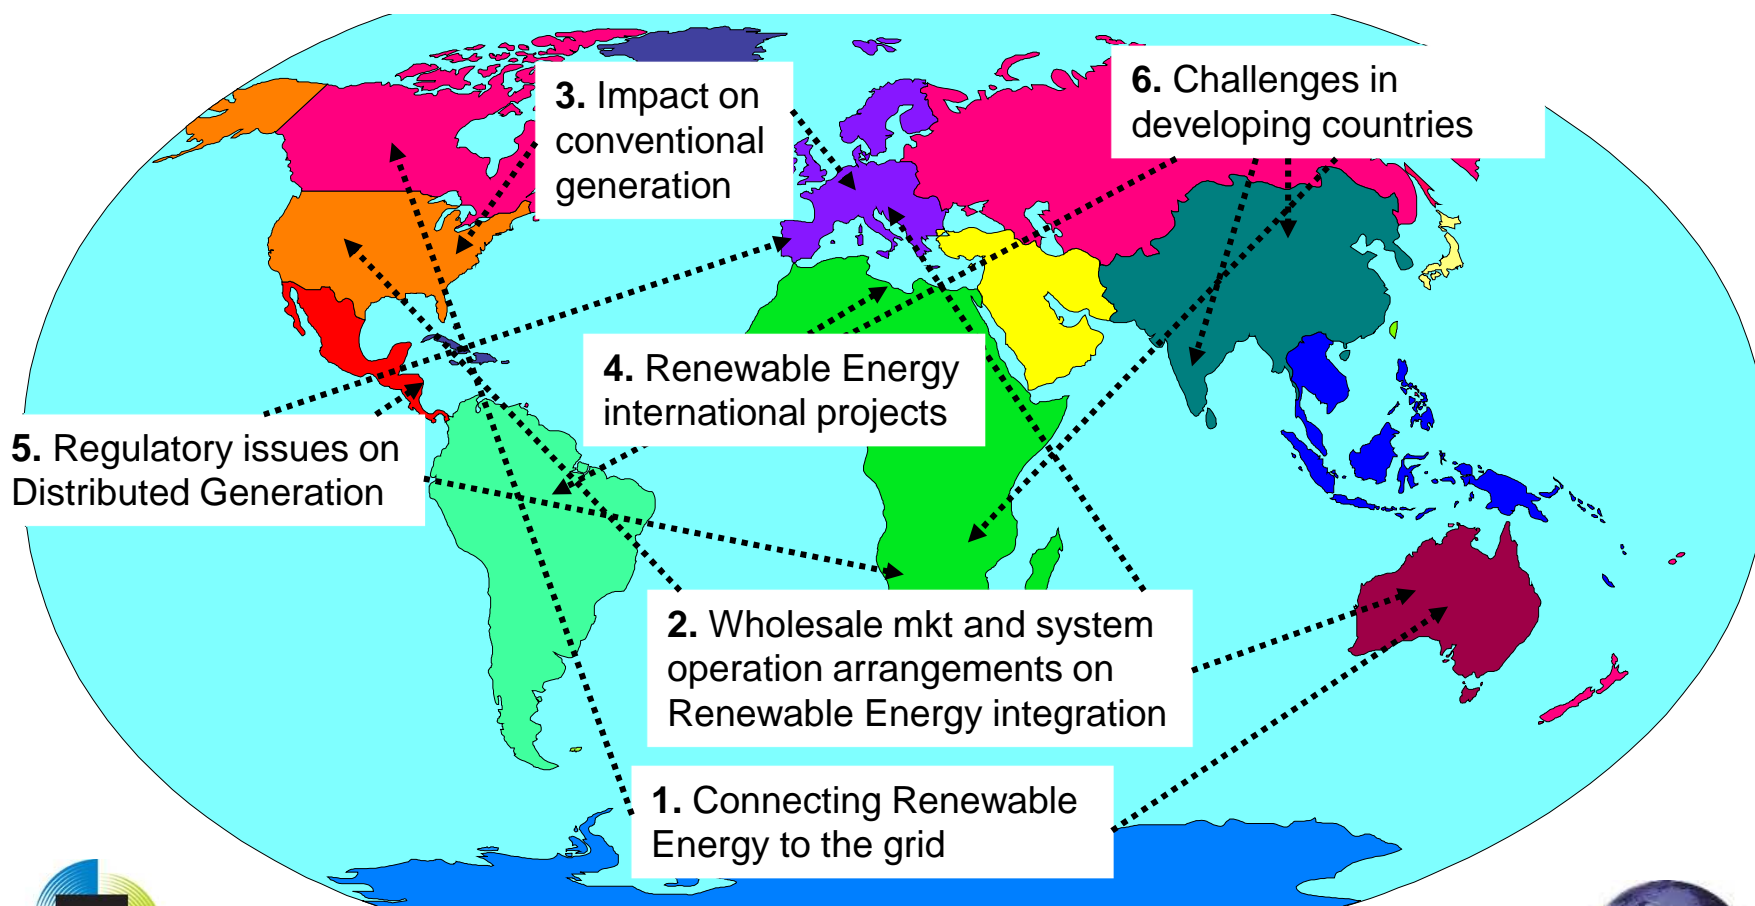 3. Impact on
conventional
generation
6. Challenges in
developing countries
4. Renewable Energy
international projects
5. Regulatory issues on
Distributed Generation
2. Wholesale mkt and system
operation arrangements on
Renewable Energy integration
1. Connecting Renewable
Energy to the grid